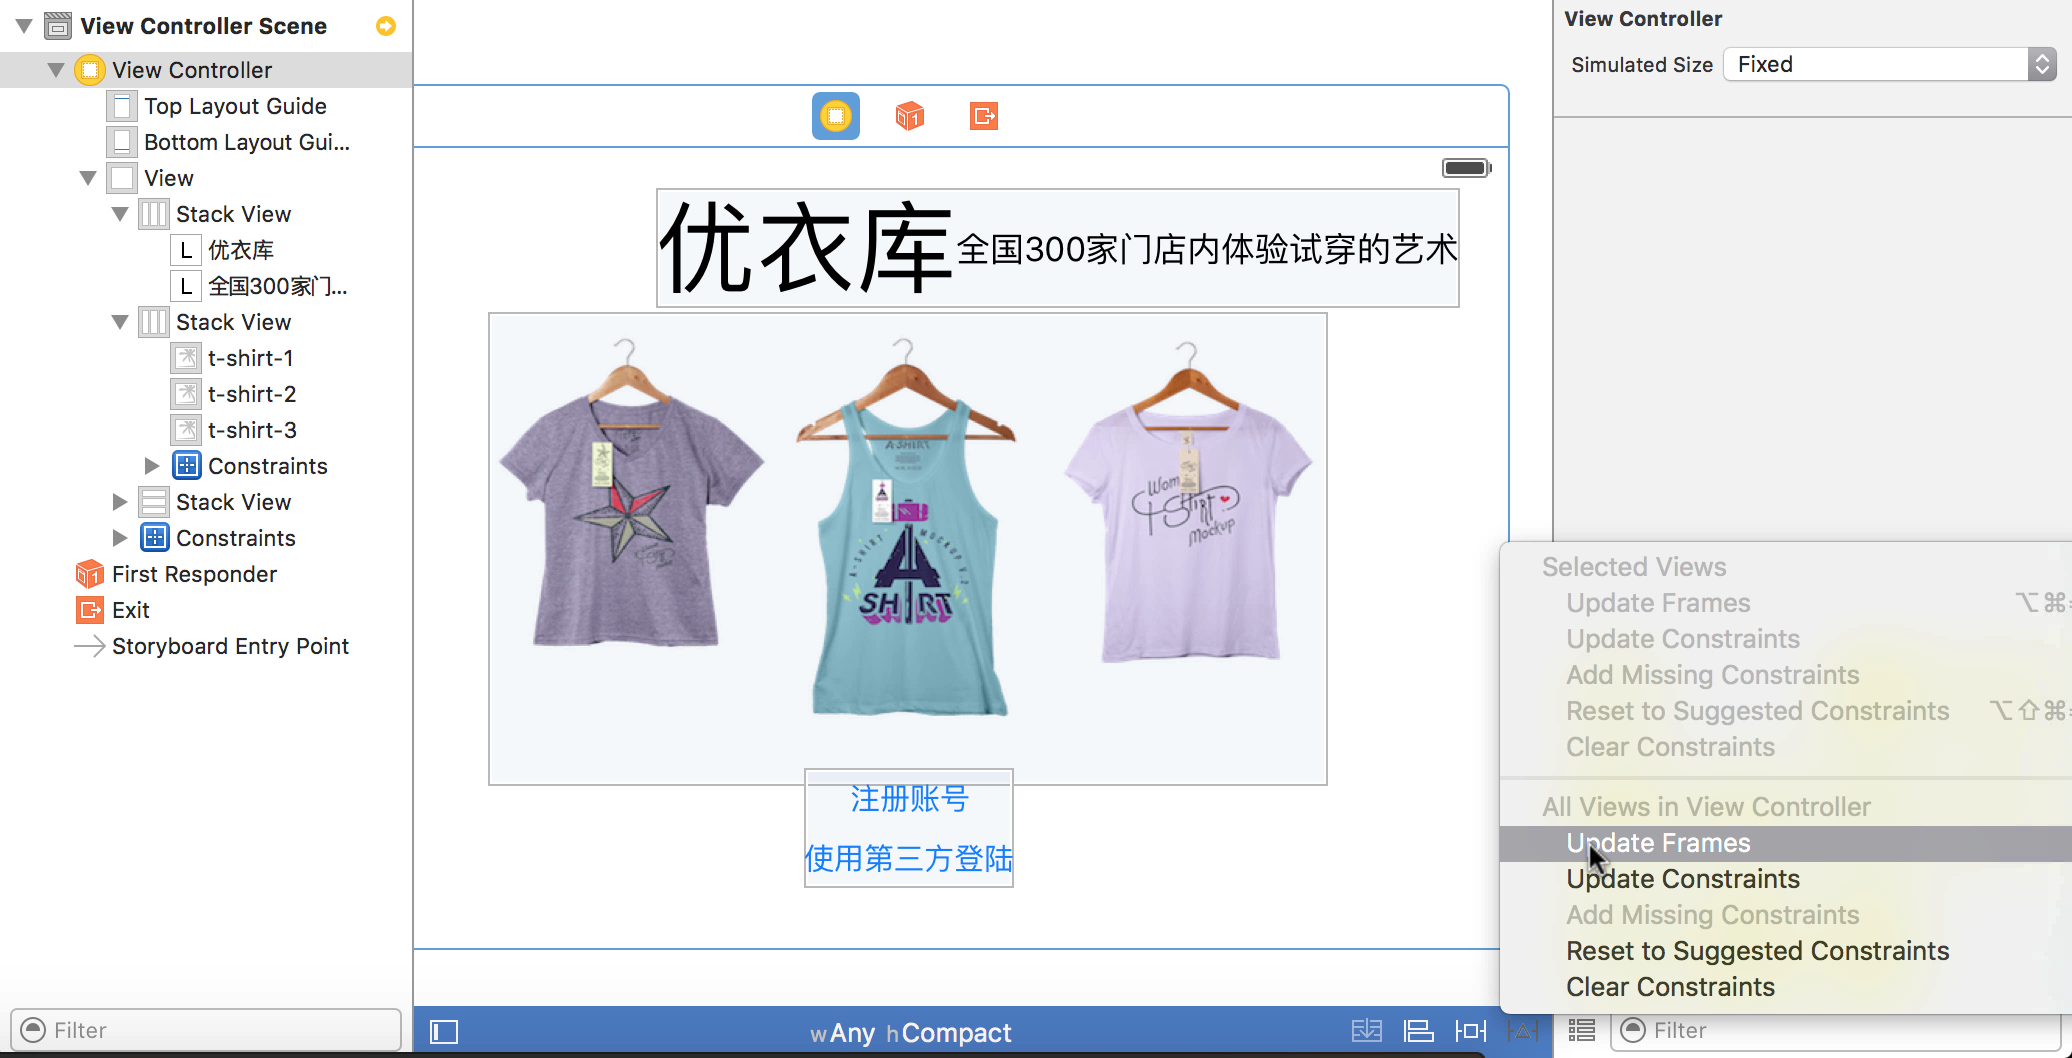 View Controller Scene
View Controller
Top Layout Guide
Bottom Layout Gui...
View
Stack View
L 优衣库
L 全国300家门...
Stack View
t-shirt-1
t-shirt-2
t-shirt-3
Constraints
Stack View
Constraints
First Responder
Exit
Storyboard Entry Point
Filter
优衣库 全国300家门店内体验试穿的艺术
A·SHIRT
A-SHIRT MOCKUP V-2
A
SHIRT
Wom
T-SHIRT
Mockup
注册账号
使用第三方登陆
wAny hCompact
View Controller
Simulated Size Fixed
Selected Views
Update Frames ⌥⌘=
Update Constraints
Add Missing Constraints
Reset to Suggested Constraints ⌥⇧⌘=
Clear Constraints
All Views in View Controller
Update Frames
Update Constraints
Add Missing Constraints
Reset to Suggested Constraints
Clear Constraints
Filter